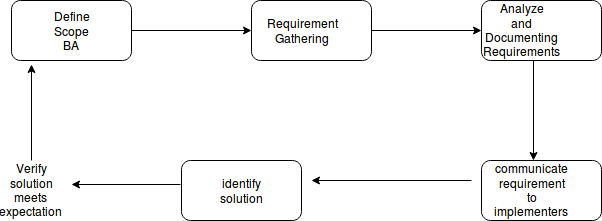 Define
Scope
BA
Requirement
Gathering
Analyze
and
Documenting
Requirements
communicate
requirement
to
implementers
identify
solution
Verify
solution
meets
expectation